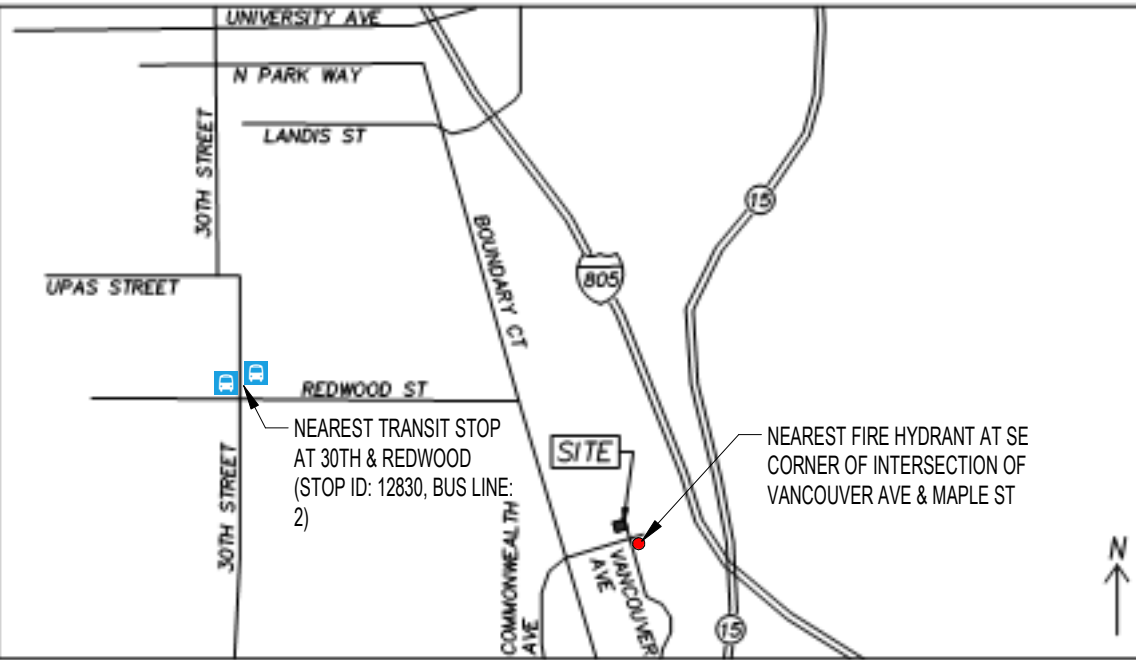 UNIVERSITY AVE
N PARK WAY
LANDIS ST
30TH STREET
15
BOUNDARY CT
805
UPAS STREET
REDWOOD ST
NEAREST TRANSIT STOP
AT 30TH & REDWOOD
(STOP ID: 12830, BUS LINE:
2)
30TH STREET
SITE
NEAREST FIRE HYDRANT AT SE
CORNER OF INTERSECTION OF
VANCOUVER AVE & MAPLE ST
COMMONWEALTH
AVE
VANCOUVER
AVE
15
N